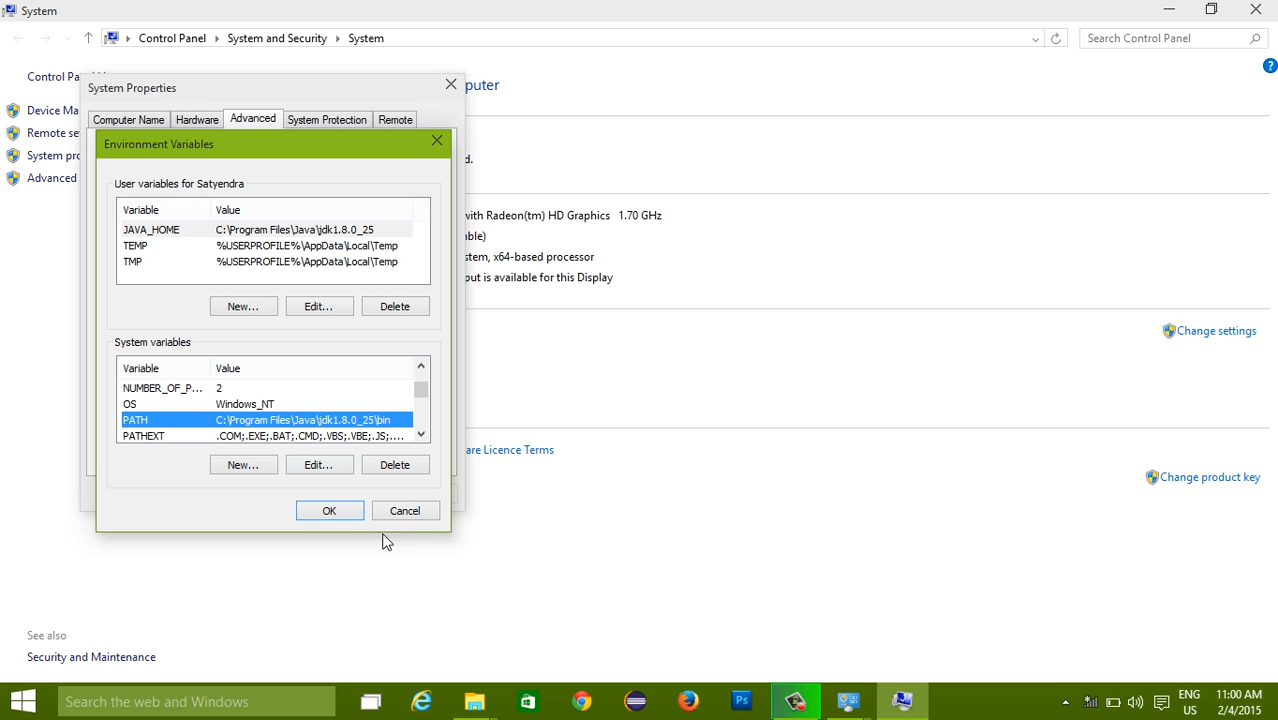 System
Control Panel System and Security System
Search Control Panel
Control Pa
puter
System Properties
Device Ma
Remote se
System pro
Advanced
Computer Name Hardware Advanced System Protection Remote
Environment Variables
d.
User variables for Satyendra
Variable Value
JAVA_HOME C:\Program Files\Java\jdk1.8.0_25
TEMP %USERPROFILE%\AppData\Local\Temp
TMP %USERPROFILE%\AppData\Local\Temp
with Radeon(tm) HD Graphics 1.70 GHz
ble)
stem, x64-based processor
put is available for this Display
New... Edit... Delete
Change settings
System variables
Variable Value
NUMBER_OF_P... 2
OS Windows_NT
PATH C:\Program Files\Java\jdk1.8.0_25\bin
PATHEXT .COM;.EXE;.BAT;.CMD;.VBS;.VBE;.JS;....
are Licence Terms
New... Edit... Delete
Change product key
OK Cancel
See also
Security and Maintenance
Search the web and Windows
Ps
ENG
US
11:00 AM
2/4/2015